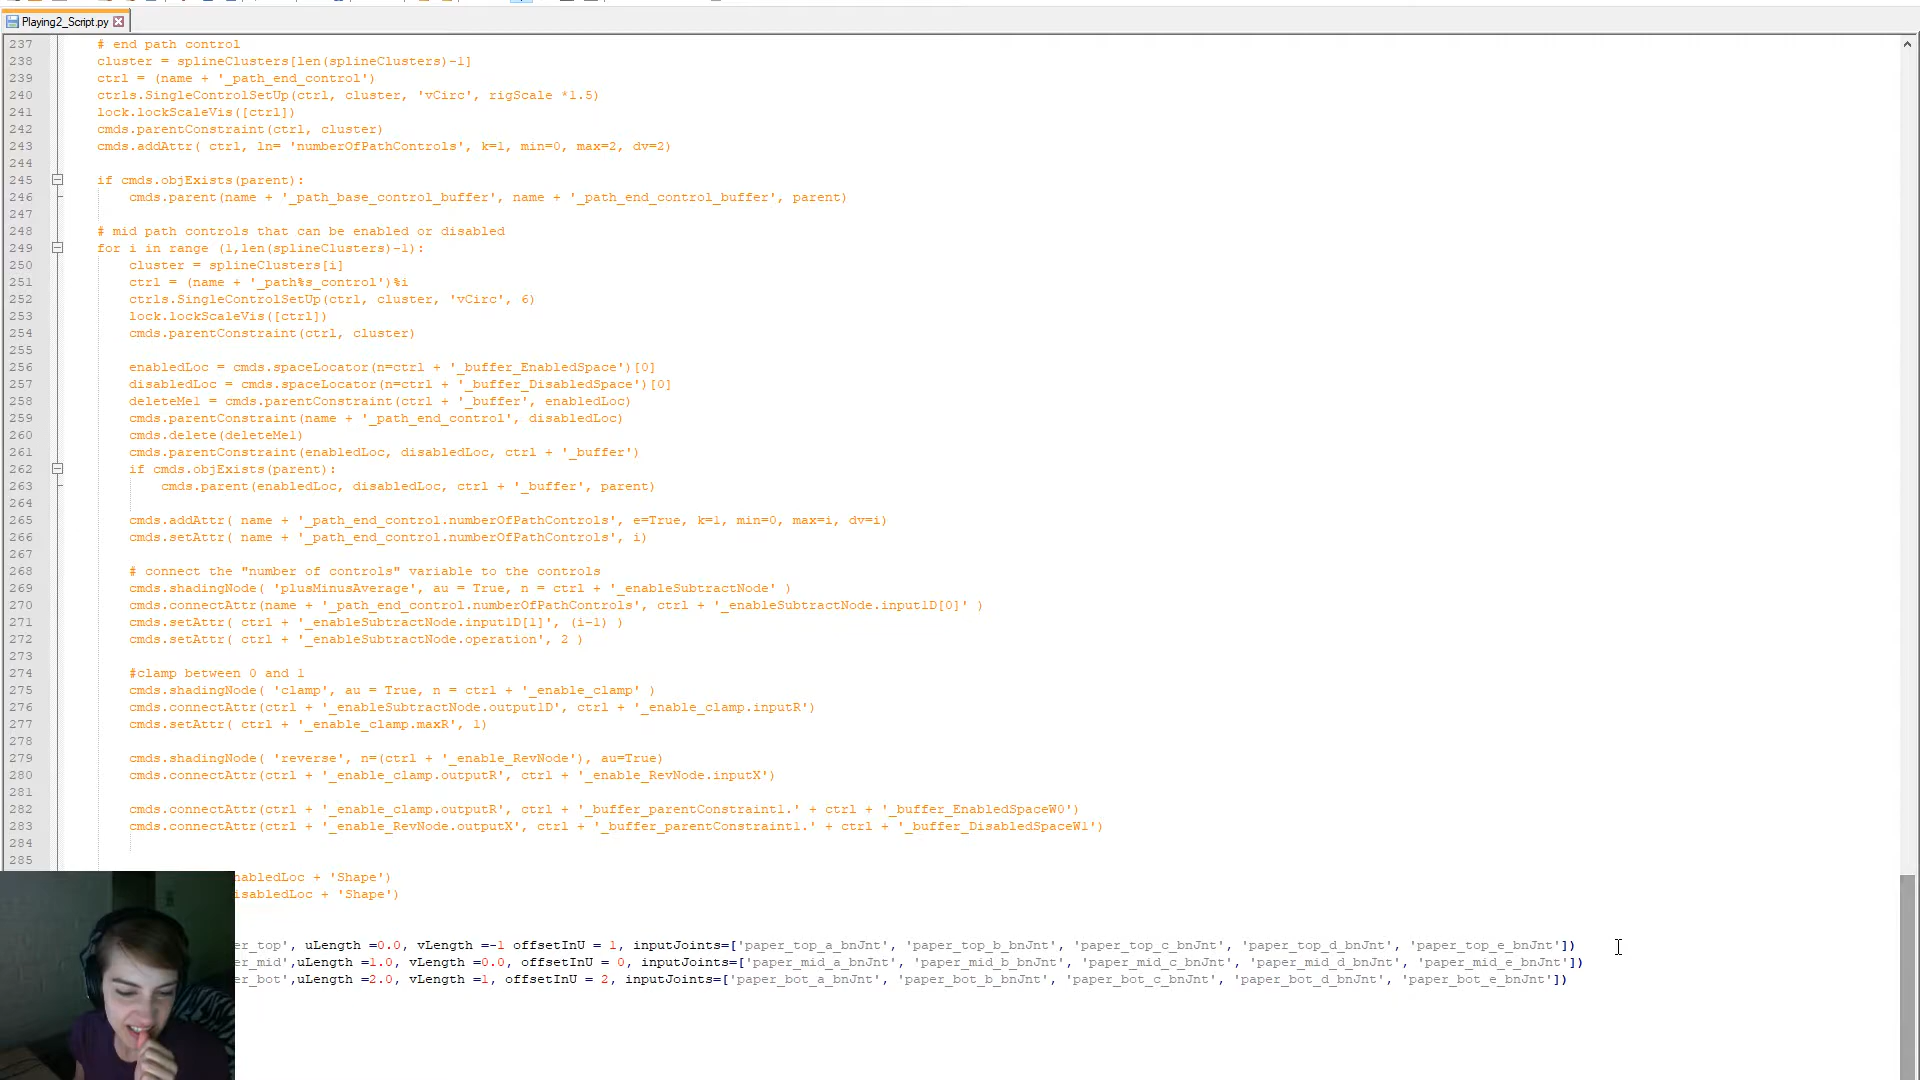 Playing2_Script.py
237 # end path control
238 cluster = splineClusters[len(splineClusters)-1]
239 ctrl = (name + '_path_end_control')
240 ctrls.SingleControlSetUp(ctrl, cluster, 'vCirc', rigScale *1.5)
241 lock.lockScaleVis([ctrl])
242 cmds.parentConstraint(ctrl, cluster)
243 cmds.addAttr( ctrl, ln= 'numberOfPathControls', k=1, min=0, max=2, dv=2)
244
245 if cmds.objExists(parent):
246 cmds.parent(name + '_path_base_control_buffer', name + '_path_end_control_buffer', parent)
247
248 # mid path controls that can be enabled or disabled
249 for i in range (1,len(splineClusters)-1):
250 cluster = splineClusters[i]
251 ctrl = (name + '_path%s_control')%i
252 ctrls.SingleControlSetUp(ctrl, cluster, 'vCirc', 6)
253 lock.lockScaleVis([ctrl])
254 cmds.parentConstraint(ctrl, cluster)
255
256 enabledLoc = cmds.spaceLocator(n=ctrl + '_buffer_EnabledSpace')[0]
257 disabledLoc = cmds.spaceLocator(n=ctrl + '_buffer_DisabledSpace')[0]
258 deleteMe1 = cmds.parentConstraint(ctrl + '_buffer', enabledLoc)
259 cmds.parentConstraint(name + '_path_end_control', disabledLoc)
260 cmds.delete(deleteMe1)
261 cmds.parentConstraint(enabledLoc, disabledLoc, ctrl + '_buffer')
262 if cmds.objExists(parent):
263 cmds.parent(enabledLoc, disabledLoc, ctrl + '_buffer', parent)
264
265 cmds.addAttr( name + '_path_end_control.numberOfPathControls', e=True, k=1, min=0, max=i, dv=i)
266 cmds.setAttr( name + '_path_end_control.numberOfPathControls', i)
267
268 # connect the "number of controls" variable to the controls
269 cmds.shadingNode( 'plusMinusAverage', au = True, n = ctrl + '_enableSubtractNode' )
270 cmds.connectAttr(name + '_path_end_control.numberOfPathControls', ctrl + '_enableSubtractNode.input1D[0]' )
271 cmds.setAttr( ctrl + '_enableSubtractNode.input1D[1]', (i-1) )
272 cmds.setAttr( ctrl + '_enableSubtractNode.operation', 2 )
273
274 #clamp between 0 and 1
275 cmds.shadingNode( 'clamp', au = True, n = ctrl + '_enable_clamp' )
276 cmds.connectAttr(ctrl + '_enableSubtractNode.output1D', ctrl + '_enable_clamp.inputR')
277 cmds.setAttr( ctrl + '_enable_clamp.maxR', 1)
278
279 cmds.shadingNode( 'reverse', n=(ctrl + '_enable_RevNode'), au=True)
280 cmds.connectAttr(ctrl + '_enable_clamp.outputR', ctrl + '_enable_RevNode.inputX')
281
282 cmds.connectAttr(ctrl + '_enable_clamp.outputR', ctrl + '_buffer_parentConstraint1.' + ctrl + '_buffer_EnabledSpaceW0')
283 cmds.connectAttr(ctrl + '_enable_RevNode.outputX', ctrl + '_buffer_parentConstraint1.' + ctrl + '_buffer_DisabledSpaceW1')
284
285
nabledLoc + 'Shape')
isabledLoc + 'Shape')
er_top', uLength =0.0, vLength =-1 offsetInU = 1, inputJoints=['paper_top_a_bnJnt', 'paper_top_b_bnJnt', 'paper_top_c_bnJnt', 'paper_top_d_bnJnt', 'paper_top_e_bnJnt'])
er_mid',uLength =1.0, vLength =0.0, offsetInU = 0, inputJoints=['paper_mid_a_bnJnt', 'paper_mid_b_bnJnt', 'paper_mid_c_bnJnt', 'paper_mid_d_bnJnt', 'paper_mid_e_bnJnt'])
er_bot',uLength =2.0, vLength =1, offsetInU = 2, inputJoints=['paper_bot_a_bnJnt', 'paper_bot_b_bnJnt', 'paper_bot_c_bnJnt', 'paper_bot_d_bnJnt', 'paper_bot_e_bnJnt'])